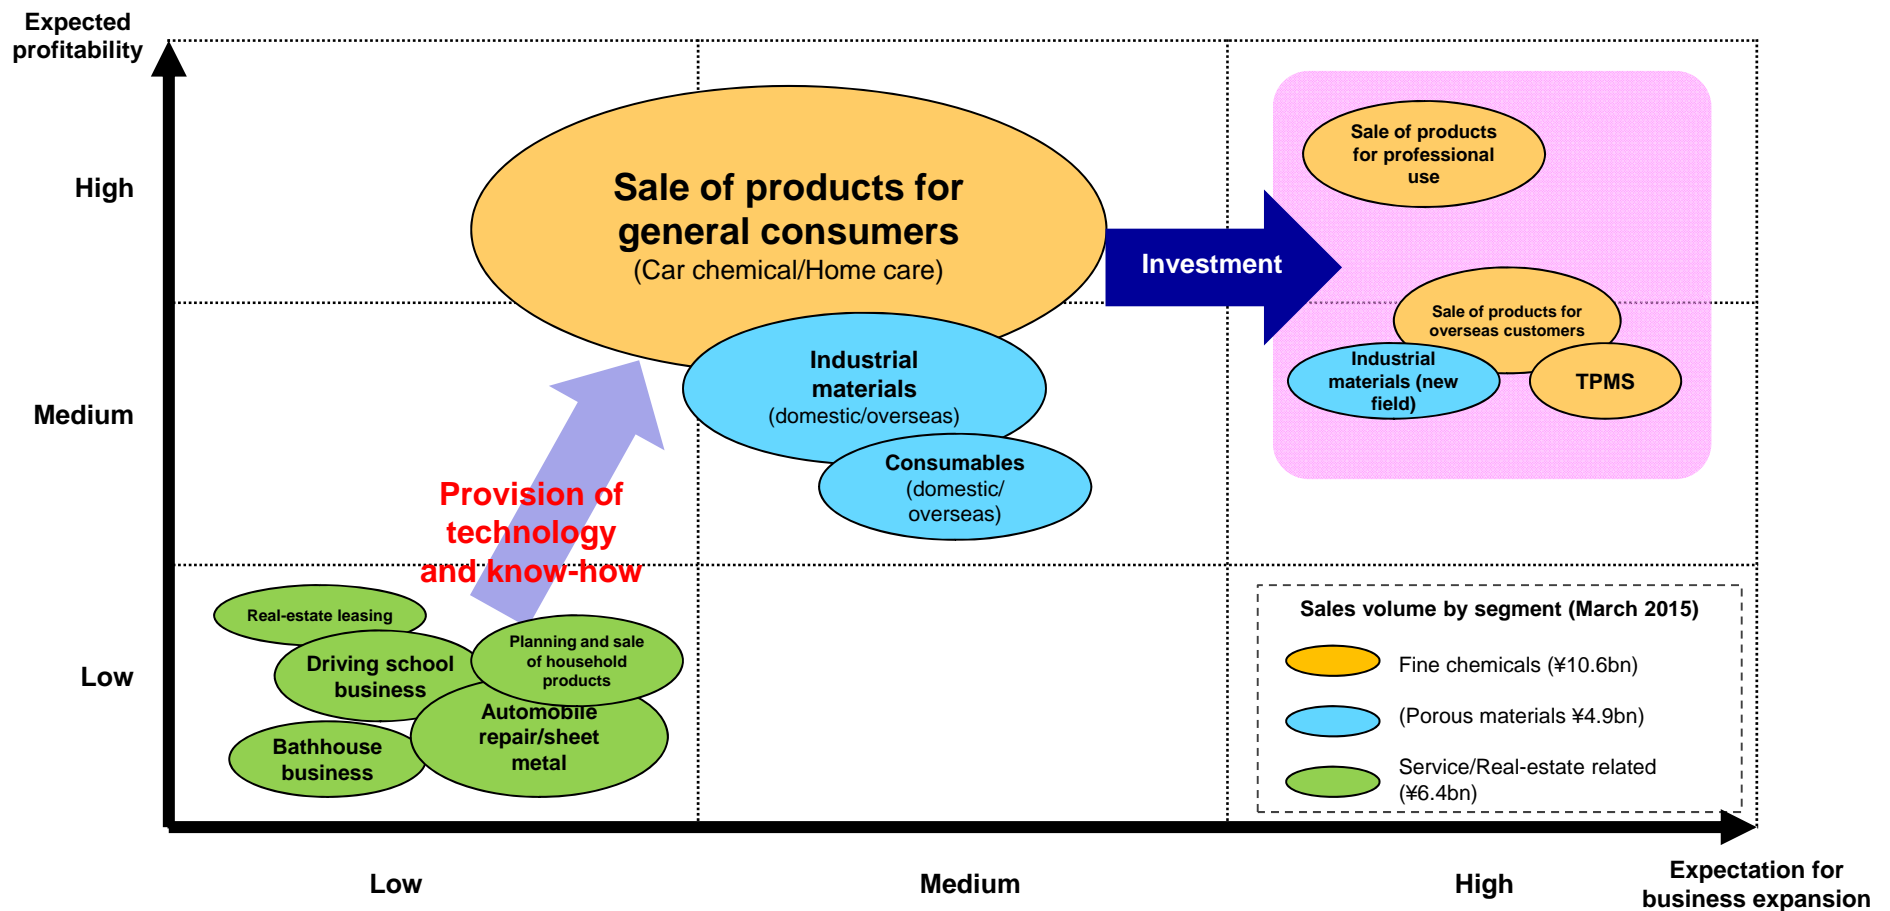 Expected
profitability
High
Medium
Low
Sale of products for
general consumers
(Car chemical/Home care)
Investment
Sale of products
for professional
use
Sale of products for
overseas customers
Industrial
materials (new
field)
TPMS
Industrial
materials
(domestic/overseas)
Consumables
(domestic/
overseas)
Provision of
technology
and know-how
Real-estate leasing
Driving school
business
Planning and sale
of household
products
Automobile
repair/sheet
metal
Bathhouse
business
Sales volume by segment (March 2015)
Fine chemicals (¥10.6bn)
(Porous materials ¥4.9bn)
Service/Real-estate related
(¥6.4bn)
Low
Medium
High
Expectation for
business expansion